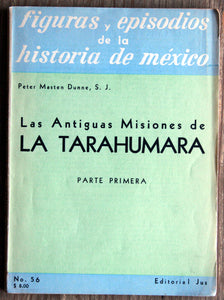 figuras y episodios
de la
historia de méxico
Peter Masten Dunne, S. J.
Las Antiguas Misiones de
LA TARAHUMARA
PARTE PRIMERA
No. 56
$ 8.00
Editorial Jus